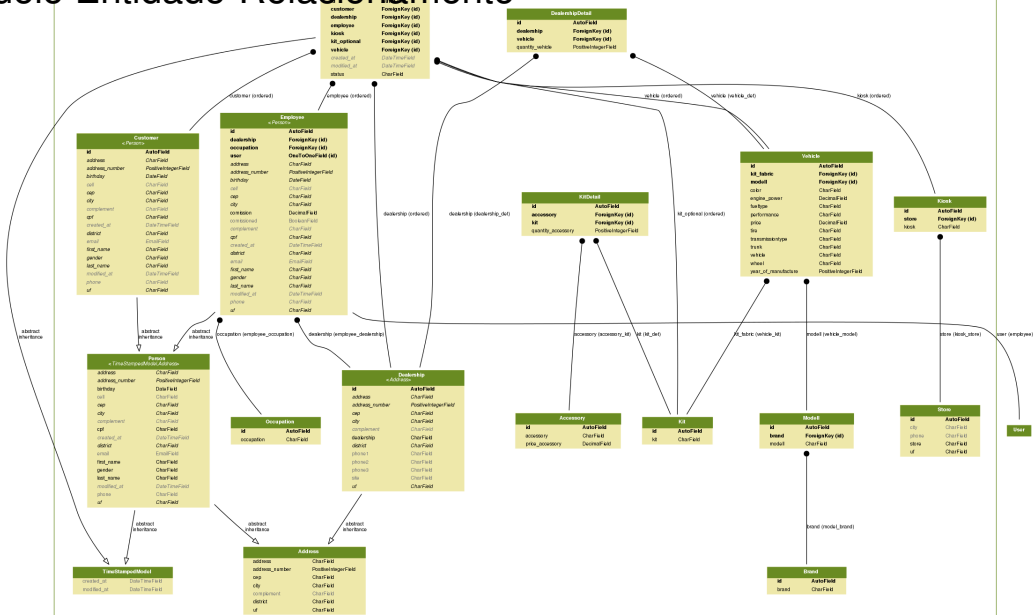 delo Entidade-Relacionamento
customer ForeignKey (id)
dealership ForeignKey (id)
employee ForeignKey (id)
kiosk ForeignKey (id)
kit_optional ForeignKey (id)
vehicle ForeignKey (id)
created_at DateTimeField
modified_at DateTimeField
status CharField
DealershipDetail
id AutoField
dealership ForeignKey (id)
vehicle ForeignKey (id)
quantity_vehicle PositiveIntegerField
customer (ordered)
employee (ordered)
vehicle (ordered)
vehicle (vehicle_det)
kiosk (ordered)
Customer
«Person»
id AutoField
address CharField
address_number PositiveIntegerField
birthday DateField
cell CharField
cep CharField
city CharField
complement CharField
cpf CharField
created_at DateTimeField
district CharField
email EmailField
first_name CharField
gender CharField
last_name CharField
modified_at DateTimeField
phone CharField
uf CharField
Employee
«Person»
id AutoField
dealership ForeignKey (id)
occupation ForeignKey (id)
user OneToOneField (id)
address CharField
address_number PositiveIntegerField
birthday DateField
cell CharField
cep CharField
city CharField
comission DecimalField
comissioned BooleanField
complement CharField
cpf CharField
created_at DateTimeField
district CharField
email EmailField
first_name CharField
gender CharField
last_name CharField
modified_at DateTimeField
phone CharField
uf CharField
dealership (ordered)
dealership (dealership_det)
KitDetail
id AutoField
accessory ForeignKey (id)
kit ForeignKey (id)
quantity_accessory PositiveIntegerField
kit_optional (ordered)
Vehicle
id AutoField
kit_fabric ForeignKey (id)
modell ForeignKey (id)
color CharField
engine_power DecimalField
fueltype CharField
performance CharField
price DecimalField
tire CharField
transmissiontype CharField
trunk CharField
vehicle CharField
wheel CharField
year_of_manufacture PositiveIntegerField
Kiosk
id AutoField
store ForeignKey (id)
kiosk CharField
abstract
inheritance
abstract
inheritance
abstract
inheritance
occupation (employee_occupation)
dealership (employee_dealership)
accessory (accessory_kit)
kit (kit_det)
kit_fabric (vehicle_kit)
modell (vehicle_model)
store (kiosk_store)
user (employee)
Person
«TimeStampedModel,Address»
address CharField
address_number PositiveIntegerField
birthday DateField
cell CharField
cep CharField
city CharField
complement CharField
cpf CharField
created_at DateTimeField
district CharField
email EmailField
first_name CharField
gender CharField
last_name CharField
modified_at DateTimeField
phone CharField
uf CharField
Occupation
id AutoField
occupation CharField
Dealership
«Address»
id AutoField
address CharField
address_number PositiveIntegerField
cep CharField
city CharField
complement CharField
dealership CharField
district CharField
phone1 CharField
phone2 CharField
phone3 CharField
site CharField
uf CharField
Accessory
id AutoField
accessory CharField
price_accessory DecimalField
Kit
id AutoField
kit CharField
Modell
id AutoField
brand ForeignKey (id)
modell CharField
Store
id AutoField
city CharField
phone CharField
store CharField
uf CharField
User
abstract
inheritance
abstract
inheritance
abstract
inheritance
brand (model_brand)
TimeStampedModel
created_at DateTimeField
modified_at DateTimeField
Address
address CharField
address_number PositiveIntegerField
cep CharField
city CharField
complement CharField
district CharField
uf CharField
Brand
id AutoField
brand CharField